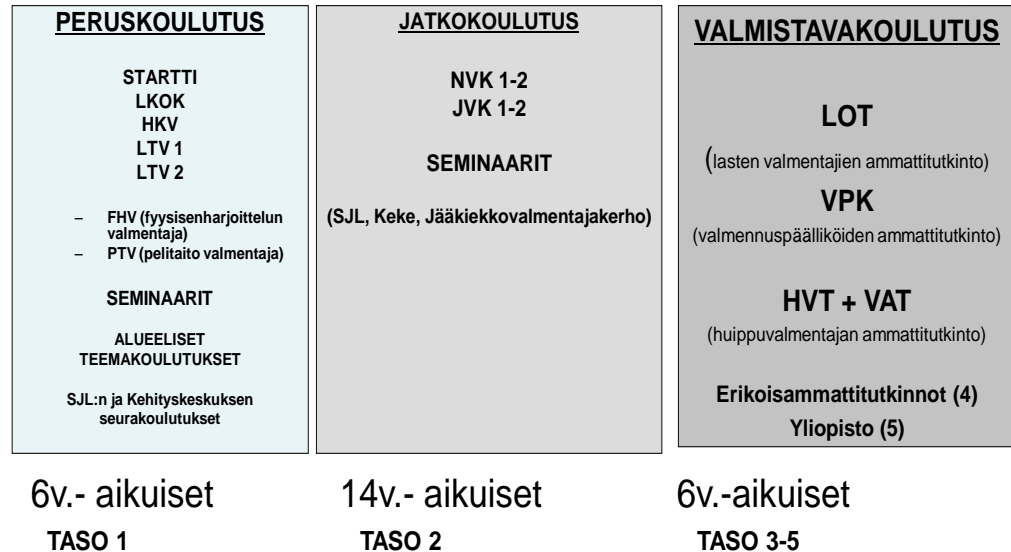 PERUSKOULUTUS
STARTTI
LKOK
HKV
LTV 1
LTV 2
– FHV (fyysisenharjoittelun
valmentaja)
– PTV (pelitaito valmentaja)
SEMINAARIT
ALUEELISET
TEEMAKOULUTUKSET
SJL:n ja Kehityskeskuksen
seurakoulutukset
6v.- aikuiset
TASO 1
JATKOKOULUTUS
NVK 1-2
JVK 1-2
SEMINAARIT
(SJL, Keke, Jääkiekkovalmentajakerho)
14v.- aikuiset
TASO 2
VALMISTAVAKOULUTUS
LOT
(lasten valmentajien ammattitutkinto)
VPK
(valmennuspäälliköiden ammattitutkinto)
HVT + VAT
(huippuvalmentajan ammattitutkinto)
Erikoisammattitutkinnot (4)
Yliopisto (5)
6v.-aikuiset
TASO 3-5